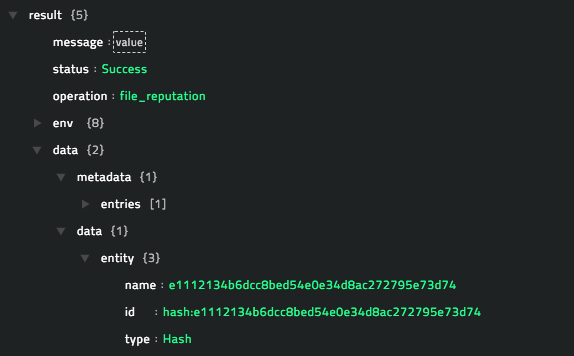 result {5}
message : value
status : Success
operation : file_reputation
env {8}
data {2}
metadata {1}
entries [1]
data {1}
entity {3}
name : e1112134b6dcc8bed54e0e34d8ac272795e73d74
id : hash:e1112134b6dcc8bed54e0e34d8ac272795e73d74
type : Hash